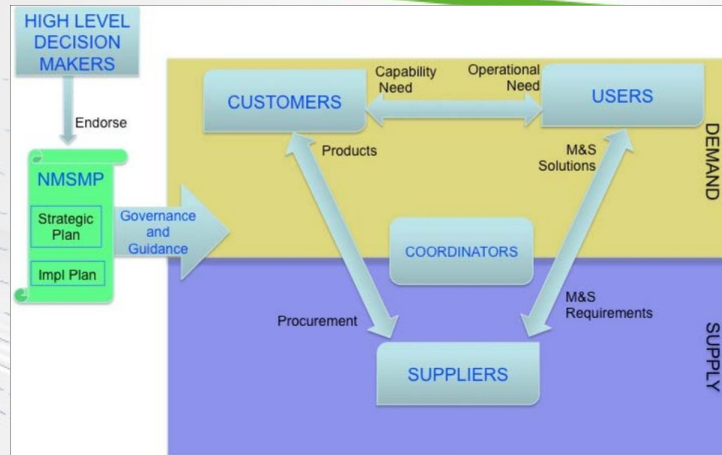 HIGH LEVEL
DECISION
MAKERS
Endorse
NMSMP
Strategic
Plan
Impl Plan
Governance
and
Guidance
CUSTOMERS
Capability
Need
Operational
Need
USERS
Products
M&S
Solutions
COORDINATORS
DEMAND
Procurement
M&S
Requirements
SUPPLIERS
SUPPLY